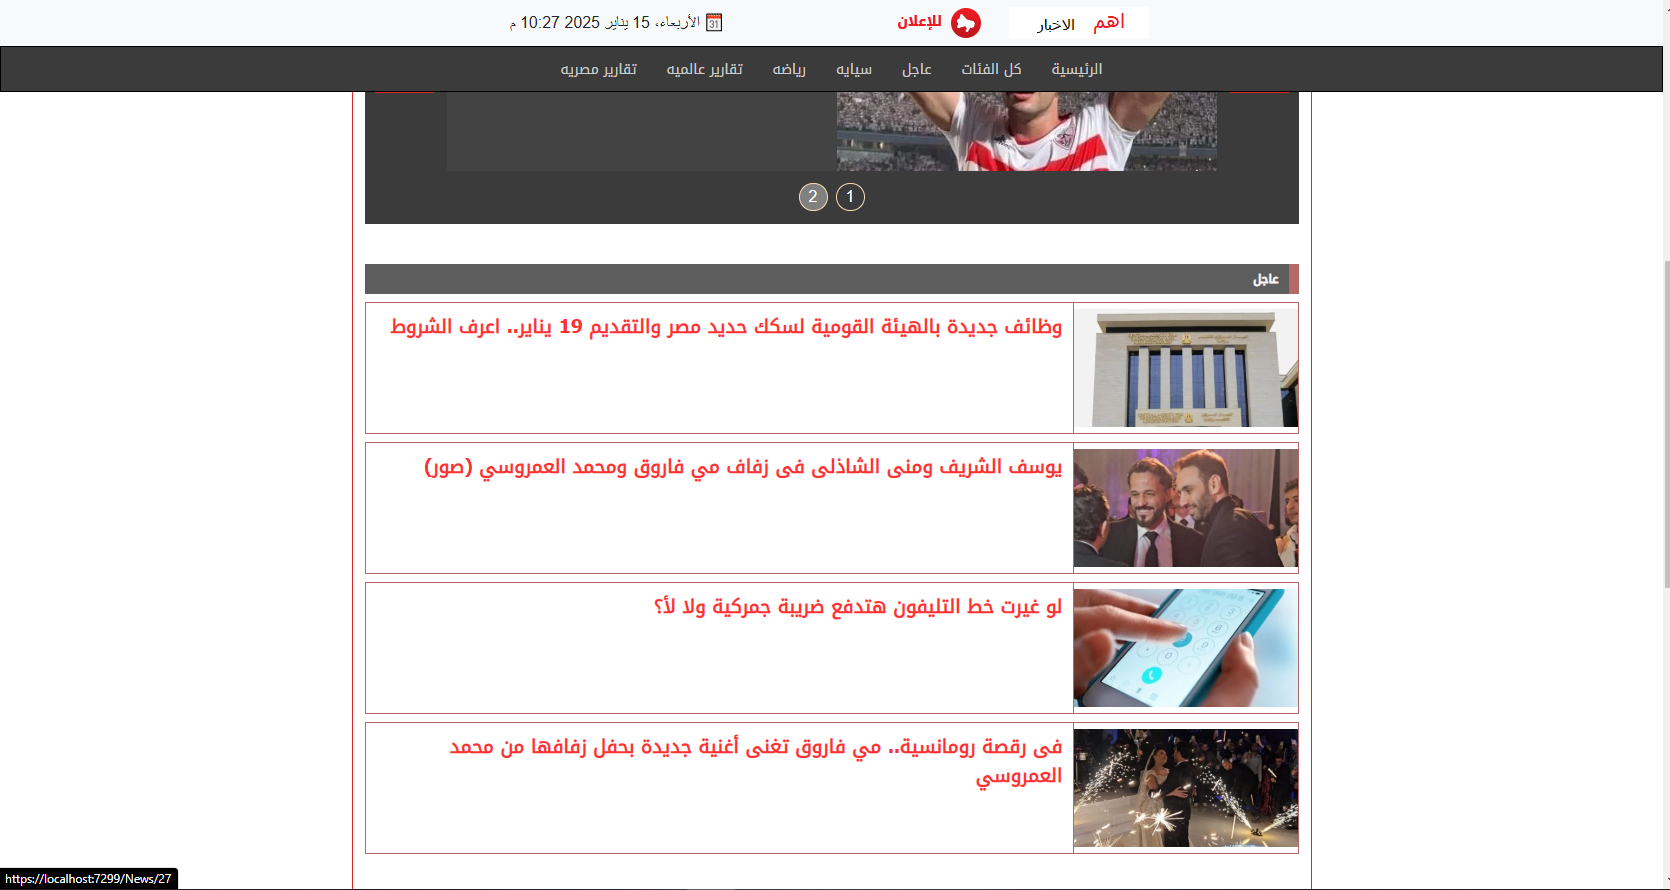 اهم الاخبار
للإعلان
الأربعاء، 15 يناير 2025 10:27 م
الرئيسية كل الفئات عاجل سيايه رياضه تقارير عالميه تقارير مصريه
1 2
عاجل
وظائف جديدة بالهيئة القومية لسكك حديد مصر والتقديم 19 يناير.. اعرف الشروط
يوسف الشريف ومنى الشاذلى فى زفاف مي فاروق ومحمد العمروسي (صور)
لو غيرت خط التليفون هتدفع ضريبة جمركية ولا لأ؟
فى رقصة رومانسية.. مي فاروق تغنى أغنية جديدة بحفل زفافها من محمد
العمروسي
https://localhost:7299/News/27